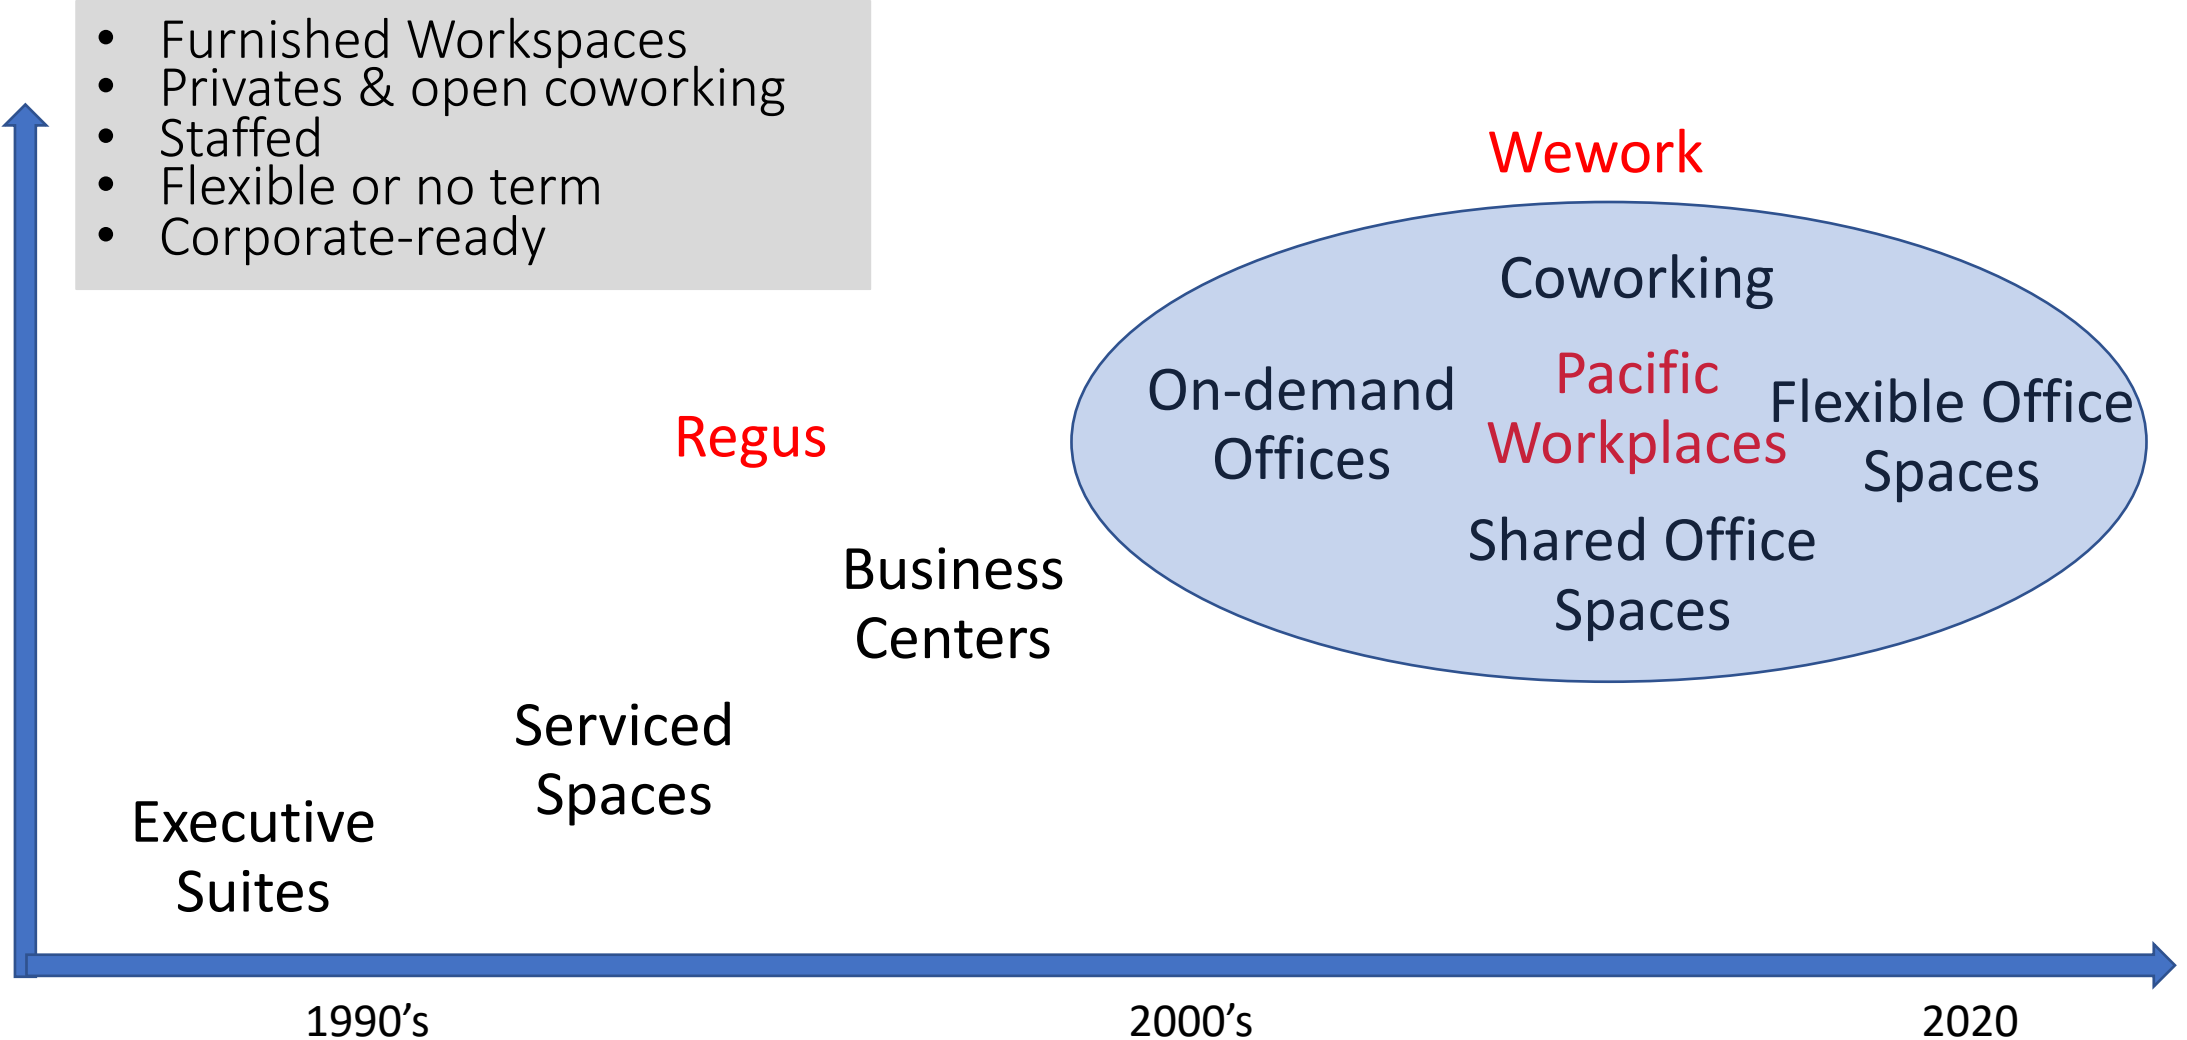 • Furnished Workspaces
• Privates & open coworking
• Staffed
• Flexible or no term
• Corporate-ready
Wework
Coworking
On-demand
Offices
Pacific
Workplaces
Flexible Office
Spaces
Shared Office
Spaces
Regus
Business
Centers
Serviced
Spaces
Executive
Suites
1990’s
2000’s
2020